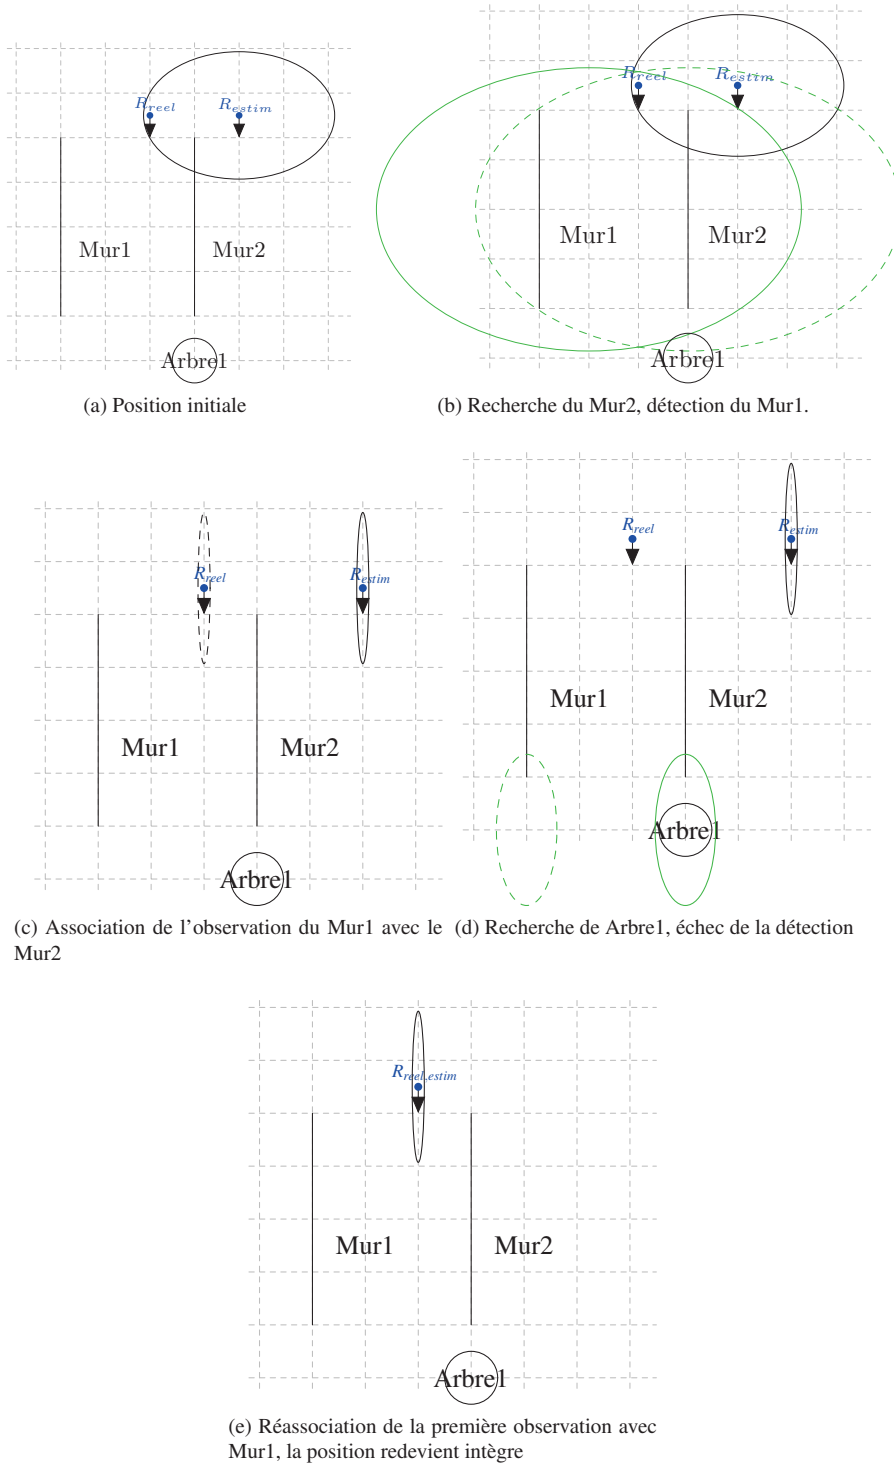 R_reel R_estim
Mur1 Mur2
Arbre1
(a) Position initiale
R_reel R_estim
Mur1 Mur2
Arbre1
(b) Recherche du Mur2, détection du Mur1.
R_reel R_estim
Mur1 Mur2
Arbre1
(c) Association de l'observation du Mur1 avec le
Mur2
R_reel R_estim
Mur1 Mur2
Arbre1
(d) Recherche de Arbre1, échec de la détection
R_reel,estim
Mur1 Mur2
Arbre1
(e) Réassociation de la première observation avec
Mur1, la position redevient intègre